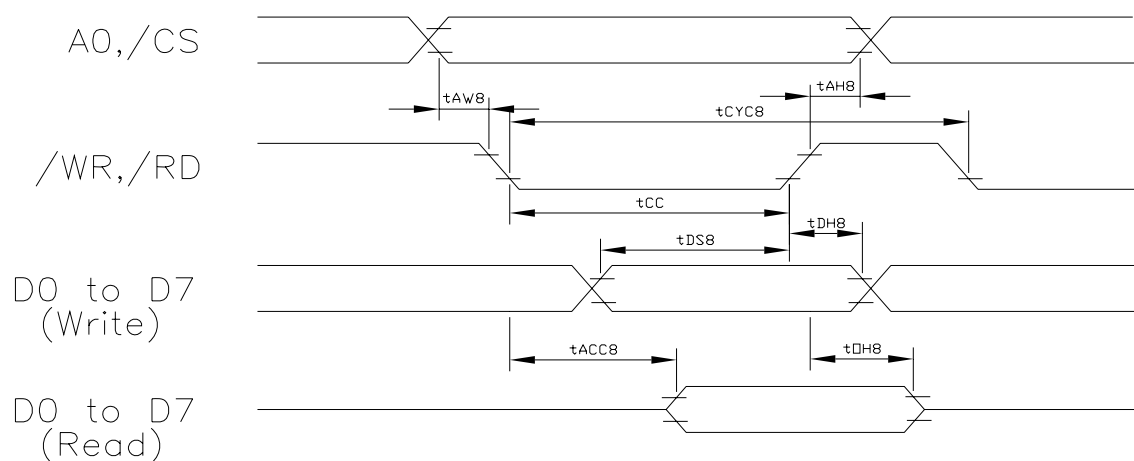 A0,/CS
tAW8
tAH8
tCYC8
/WR,/RD
tCC
tDH8
tDS8
D0 to D7
(Write)
tACC8
tOH8
D0 to D7
(Read)